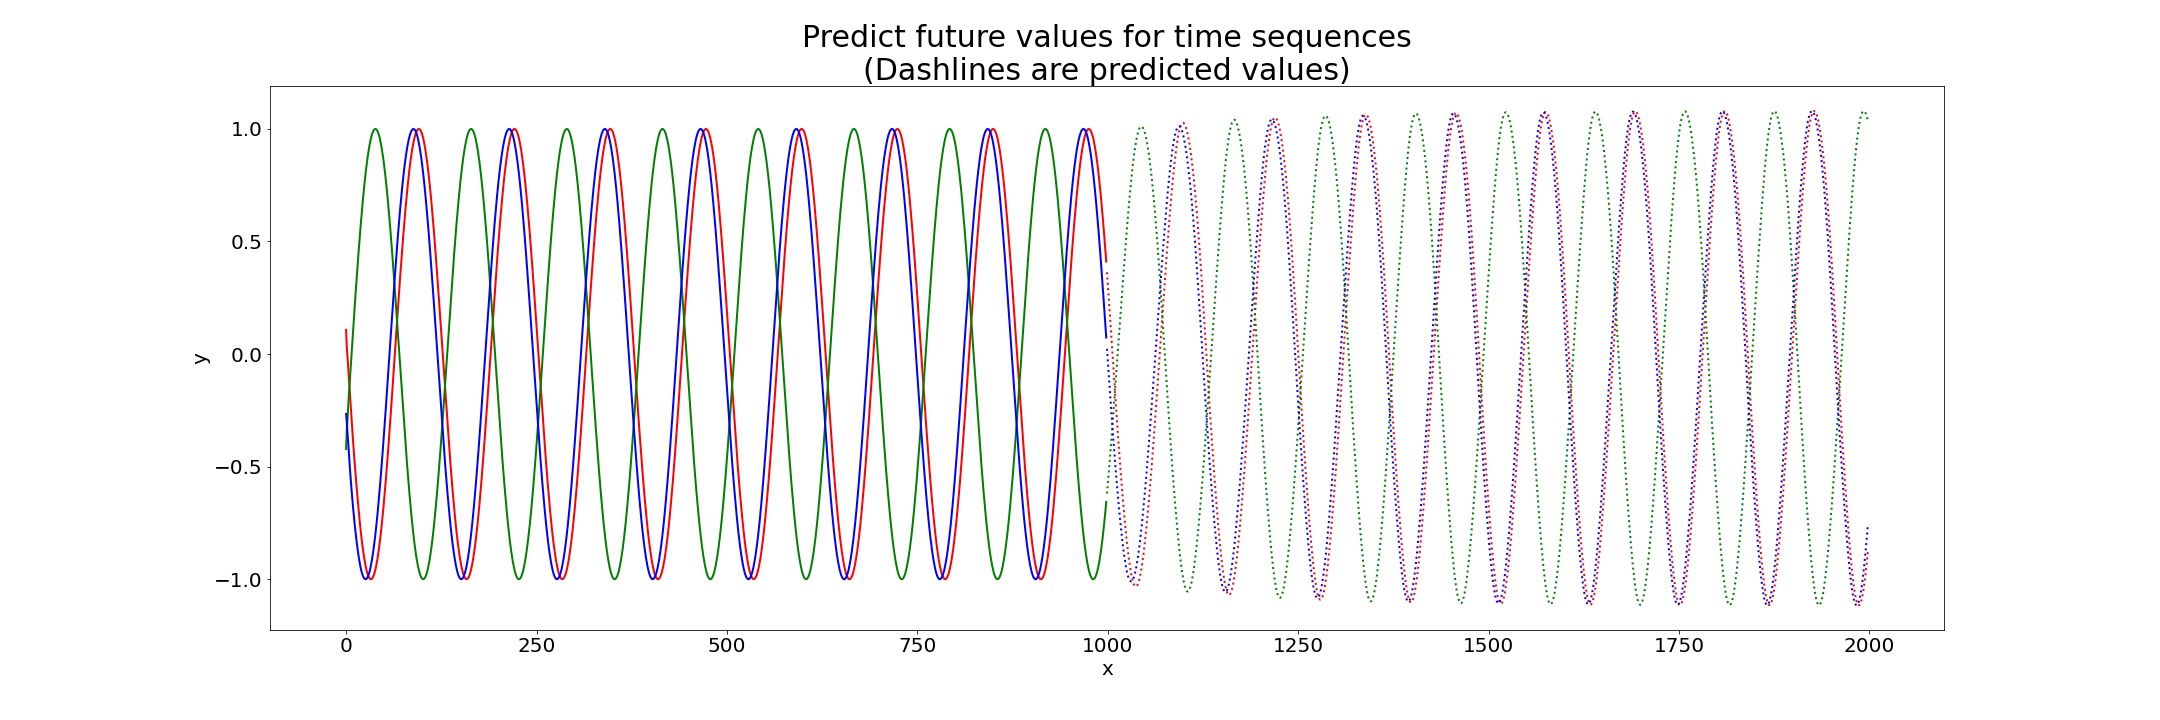 Predict future values for time sequences
(Dashlines are predicted values)
1.0
0.5
0.0
−0.5
−1.0
y
0 250 500 750 1000 1250 1500 1750 2000
x